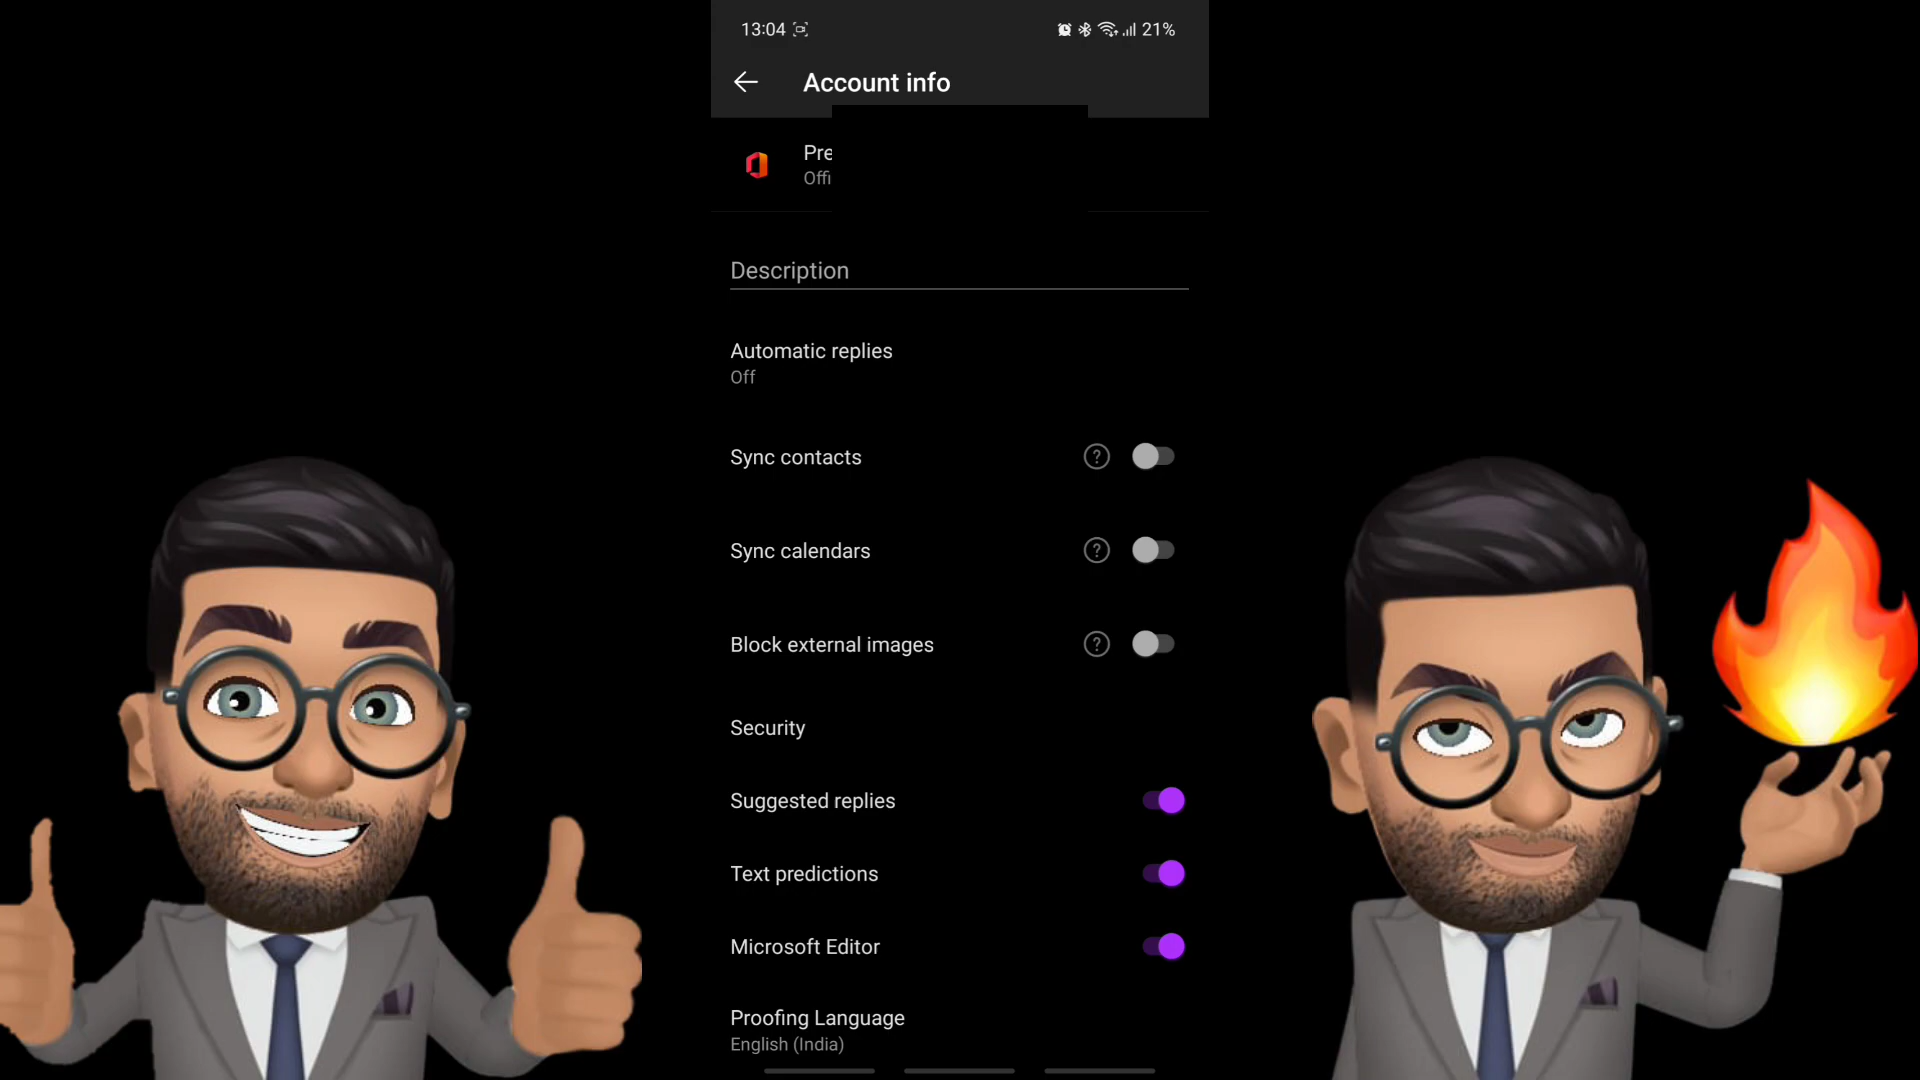 13:04 21%
Account info
Pre
Offi
Description
Automatic replies
Off
Sync contacts ?
Sync calendars ?
Block external images ?
Security
Suggested replies
Text predictions
Microsoft Editor
Proofing Language
English (India)